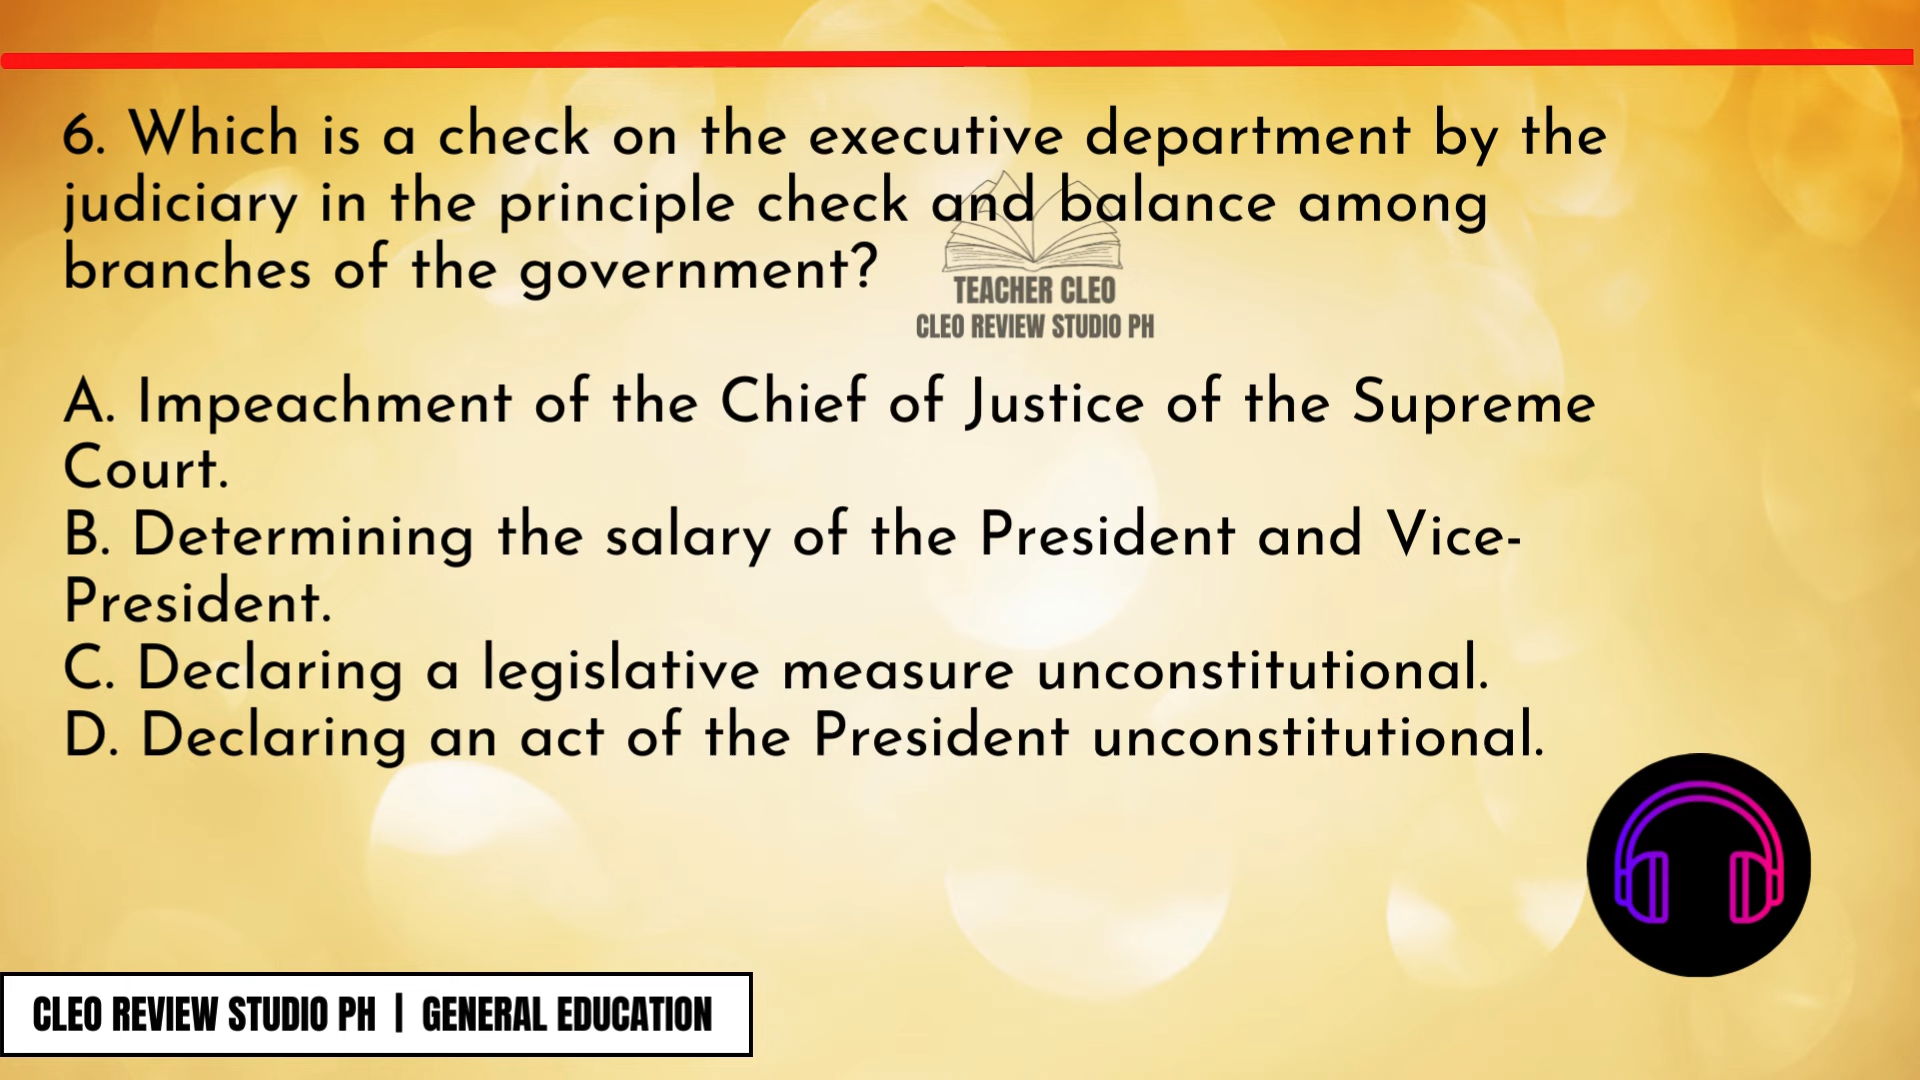 6. Which is a check on the executive department by the
judiciary in the principle check and balance among
branches of the government?
TEACHER CLEO
CLEO REVIEW STUDIO PH
A. Impeachment of the Chief of Justice of the Supreme
Court.
B. Determining the salary of the President and Vice-
President.
C. Declaring a legislative measure unconstitutional.
D. Declaring an act of the President unconstitutional.
CLEO REVIEW STUDIO PH | GENERAL EDUCATION